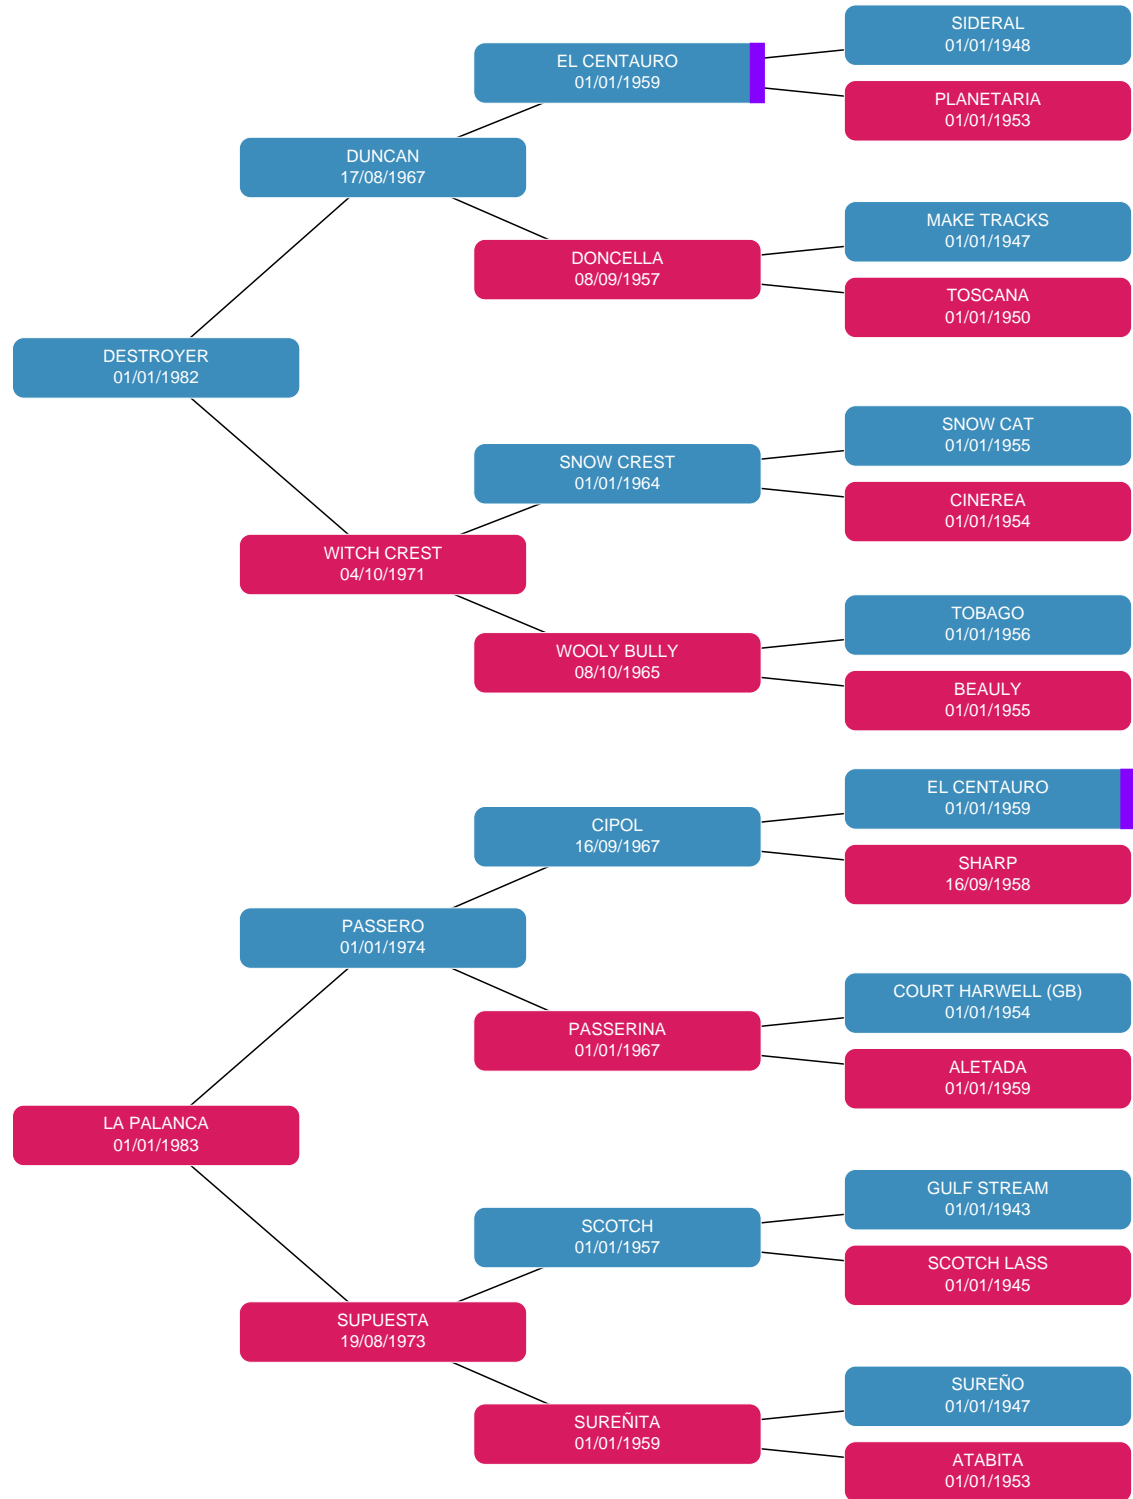 SIDERAL
01/01/1948
EL CENTAURO
01/01/1959
PLANETARIA
01/01/1953
DUNCAN
17/08/1967
MAKE TRACKS
01/01/1947
DONCELLA
08/09/1957
TOSCANA
01/01/1950
DESTROYER
01/01/1982
SNOW CAT
01/01/1955
SNOW CREST
01/01/1964
CINEREA
01/01/1954
WITCH CREST
04/10/1971
TOBAGO
01/01/1956
WOOLY BULLY
08/10/1965
BEAULY
01/01/1955
EL CENTAURO
01/01/1959
CIPOL
16/09/1967
SHARP
16/09/1958
PASSERO
01/01/1974
COURT HARWELL (GB)
01/01/1954
PASSERINA
01/01/1967
ALETADA
01/01/1959
LA PALANCA
01/01/1983
GULF STREAM
01/01/1943
SCOTCH
01/01/1957
SCOTCH LASS
01/01/1945
SUPUESTA
19/08/1973
SUREÑO
01/01/1947
SUREÑITA
01/01/1959
ATABITA
01/01/1953